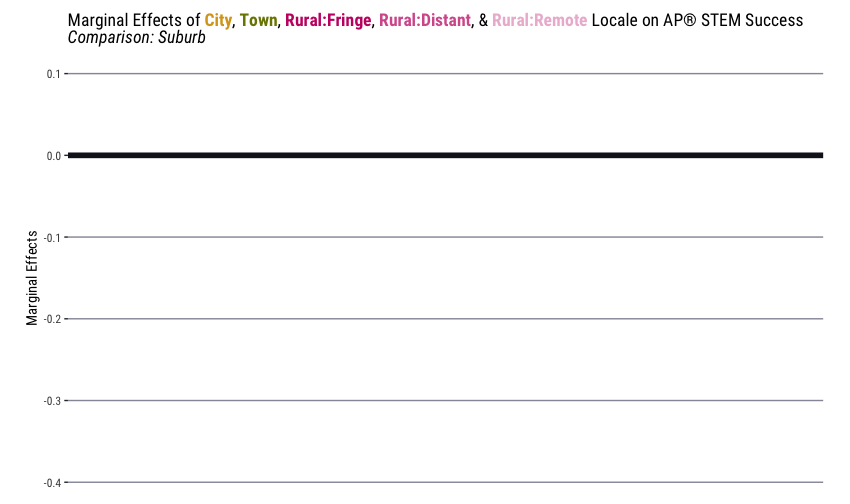 Marginal Effects of City, Town, Rural:Fringe, Rural:Distant, & Rural:Remote Locale on AP® STEM Success
Comparison: Suburb
0.1
0.0
-0.1
-0.2
-0.3
-0.4
Marginal Effects